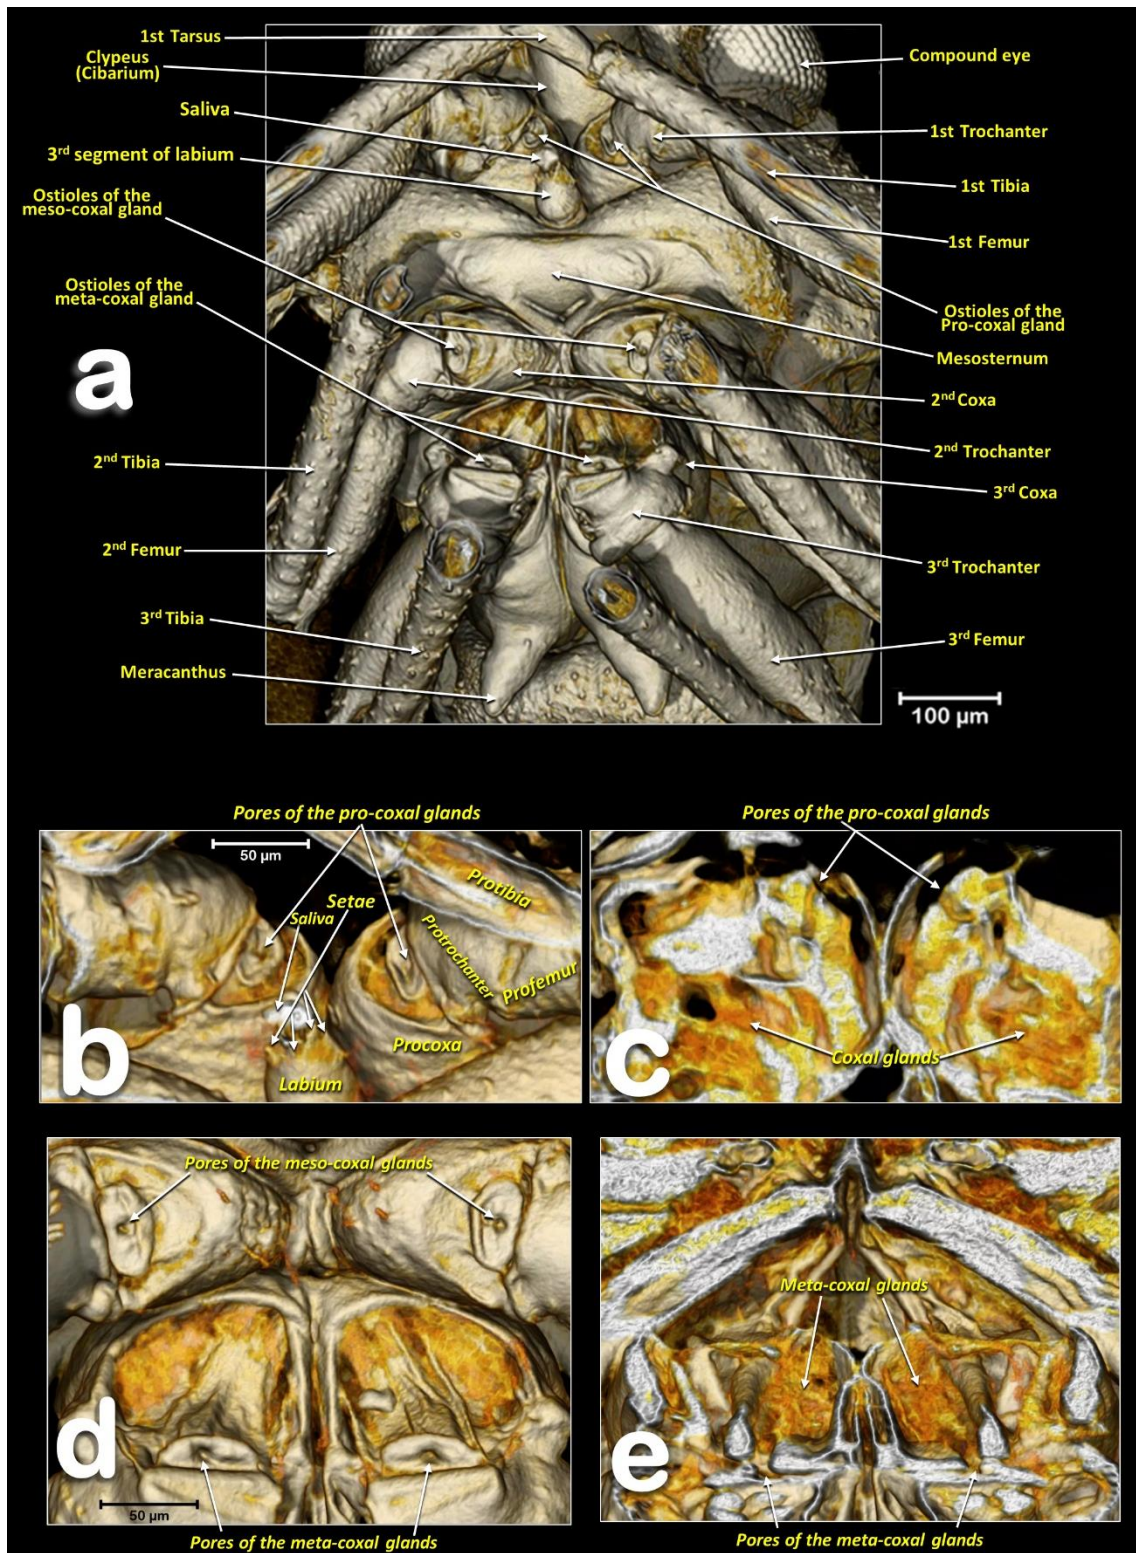 1st Tarsus
Clypeus
(Cibarium)
Saliva
3rd segment of labium
Ostioles of the
meso-coxal gland
Ostioles of the
meta-coxal gland
a
2nd Tibia
2nd Femur
3rd Tibia
Meracanthus
Compound eye
1st Trochanter
1st Tibia
1st Femur
Ostioles of the
Pro-coxal gland
Mesosternum
2nd Coxa
2nd Trochanter
3rd Coxa
3rd Trochanter
3rd Femur
100 µm
Pores of the pro-coxal glands
50 µm
Setae
Saliva
Protibia
Protrochanter
Profemur
Procoxa
Labium
b
Pores of the pro-coxal glands
Coxal glands
c
Pores of the meso-coxal glands
d
50 µm
Pores of the meta-coxal glands
Meta-coxal glands
e
Pores of the meta-coxal glands